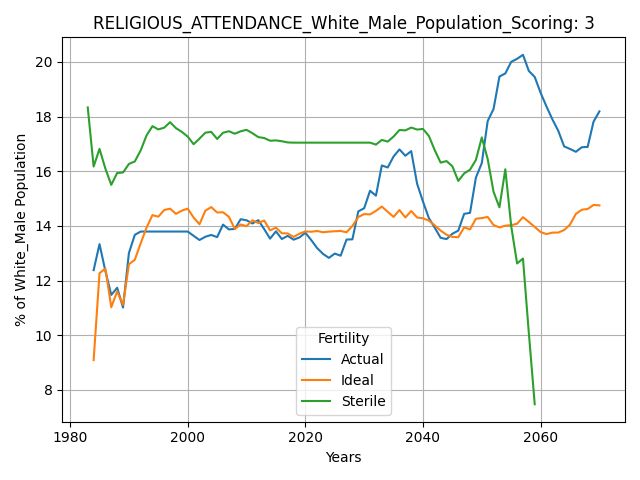 RELIGIOUS_ATTENDANCE_White_Male_Population_Scoring: 3
% of White_Male Population
20
18
16
14
12
10
8
Fertility
Actual
Ideal
Sterile
1980
2000
2020
2040
2060
Years